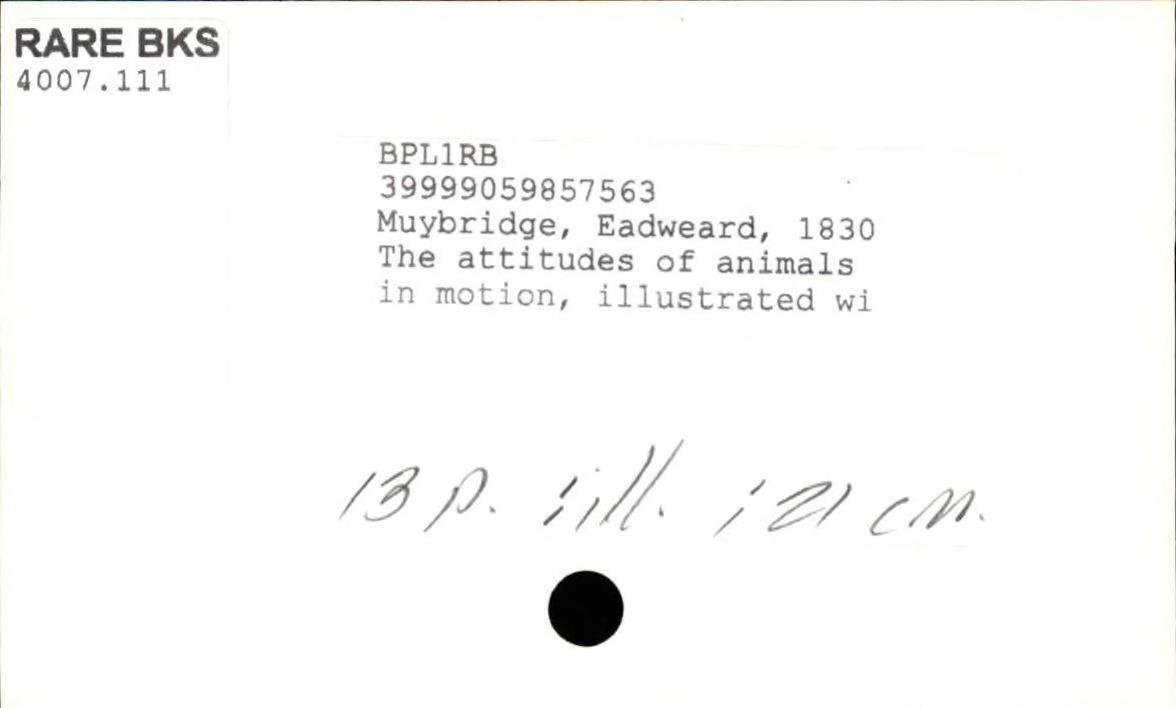 RARE BKS
4007.111
BPL1RB
39999059857563
Muybridge, Eadweard, 1830
The attitudes of animals
in motion, illustrated wi
13 p. : ill. ; 21 cm.